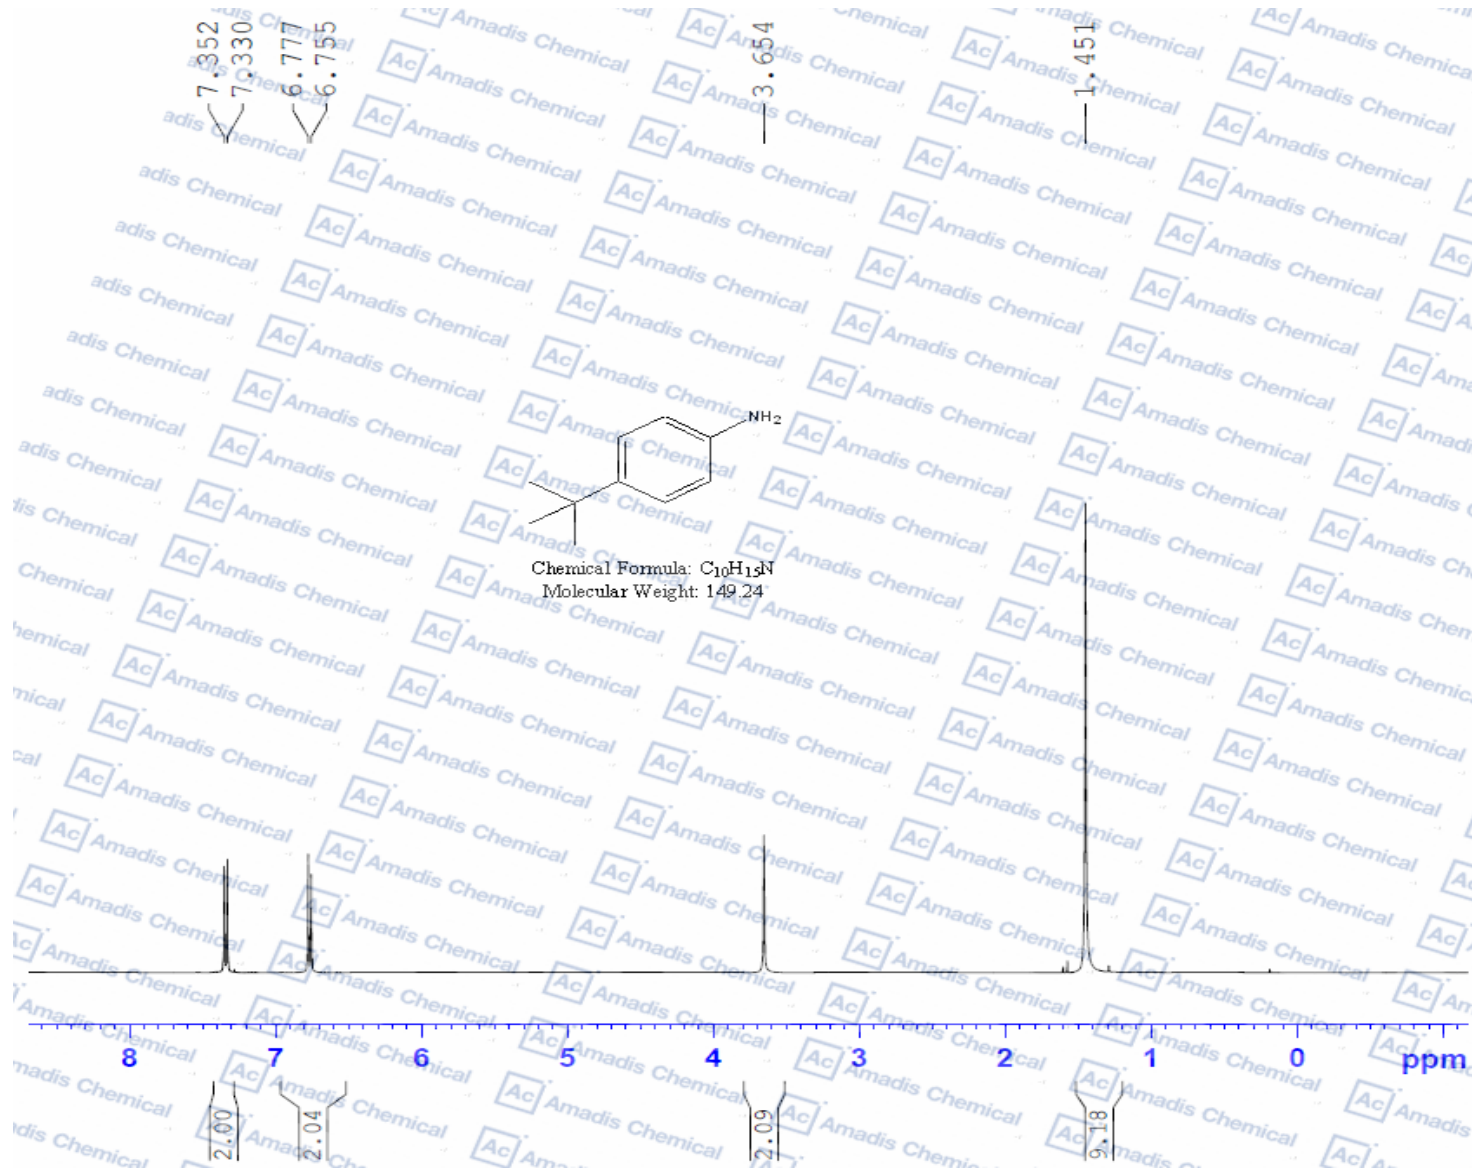 7.352
7.330
6.777
6.755
3.654
1.451
Ac Amadis Chemical
NH2
Chemical Formula: C10H15N
Molecular Weight: 149.24
8 7 6 5 4 3 2 1 0 ppm
2.00
2.04
2.09
9.18